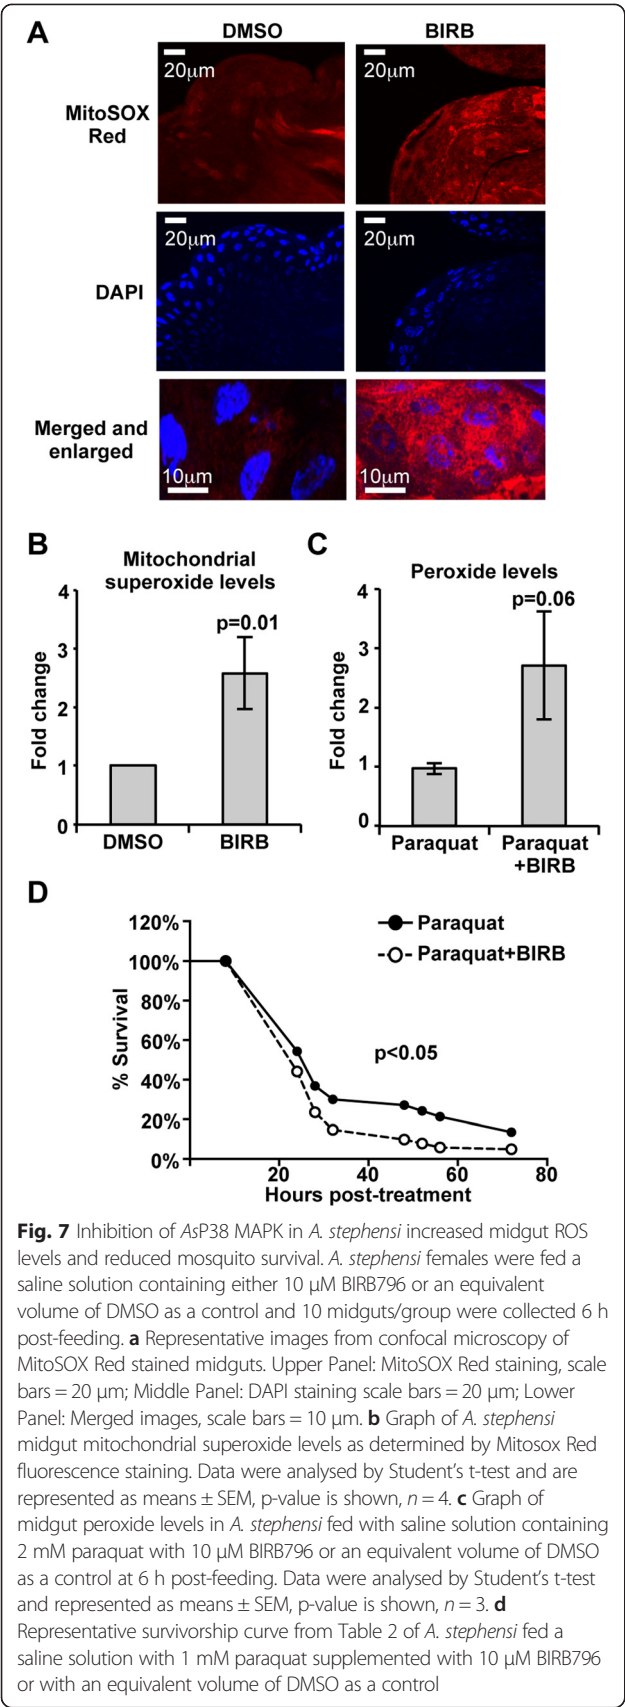 A
DMSO
BIRB
20μm
20μm
MitoSOX
Red
20μm
20μm
DAPI
Merged and
enlarged
10μm
10μm
B
Mitochondrial
superoxide levels
Fold change
4
3
2
1
0
p=0.01
DMSO
BIRB
C
Peroxide levels
Fold change
4
3
2
1
0
p=0.06
Paraquat
Paraquat
+BIRB
D
% Survival
120%
100%
80%
60%
40%
20%
0%
Paraquat
Paraquat+BIRB
p<0.05
20
40
60
80
Hours post-treatment
Fig. 7 Inhibition of AsP38 MAPK in A. stephensi increased midgut ROS
levels and reduced mosquito survival. A. stephensi females were fed a
saline solution containing either 10 μM BIRB796 or an equivalent
volume of DMSO as a control and 10 midguts/group were collected 6 h
post-feeding. a Representative images from confocal microscopy of
MitoSOX Red stained midguts. Upper Panel: MitoSOX Red staining, scale
bars = 20 μm; Middle Panel: DAPI staining scale bars = 20 μm; Lower
Panel: Merged images, scale bars = 10 μm. b Graph of A. stephensi
midgut mitochondrial superoxide levels as determined by Mitosox Red
fluorescence staining. Data were analysed by Student's t-test and are
represented as means ± SEM, p-value is shown, n = 4. c Graph of
midgut peroxide levels in A. stephensi fed with saline solution containing
2 mM paraquat with 10 μM BIRB796 or an equivalent volume of DMSO
as a control at 6 h post-feeding. Data were analysed by Student's t-test
and represented as means ± SEM, p-value is shown, n = 3. d
Representative survivorship curve from Table 2 of A. stephensi fed a
saline solution with 1 mM paraquat supplemented with 10 μM BIRB796
or with an equivalent volume of DMSO as a control